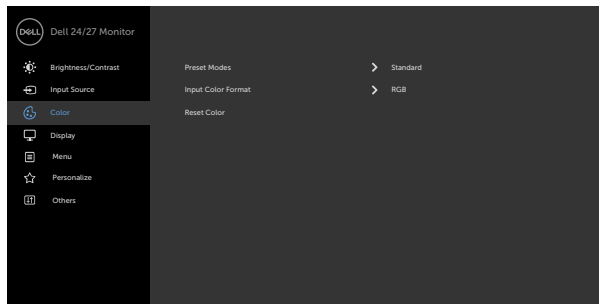 DELL Dell 24/27 Monitor
Brightness/Contrast
Input Source
Color
Display
Menu
Personalize
Others
Preset Modes Standard
Input Color Format RGB
Reset Color